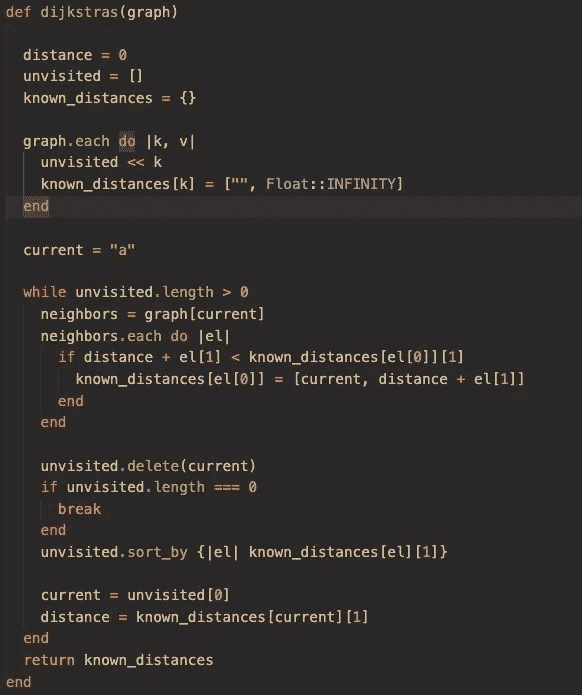 def dijkstras(graph)
  distance = 0
  unvisited = []
  known_distances = {}
  graph.each do |k, v|
    unvisited << k
    known_distances[k] = ["", Float::INFINITY]
  end
  current = "a"
  while unvisited.length > 0
    neighbors = graph[current]
    neighbors.each do |el|
      if distance + el[1] < known_distances[el[0]][1]
        known_distances[el[0]] = [current, distance + el[1]]
      end
    end
    unvisited.delete(current)
    if unvisited.length === 0
      break
    end
    unvisited.sort_by {|el| known_distances[el][1]}
    current = unvisited[0]
    distance = known_distances[current][1]
  end
  return known_distances
end